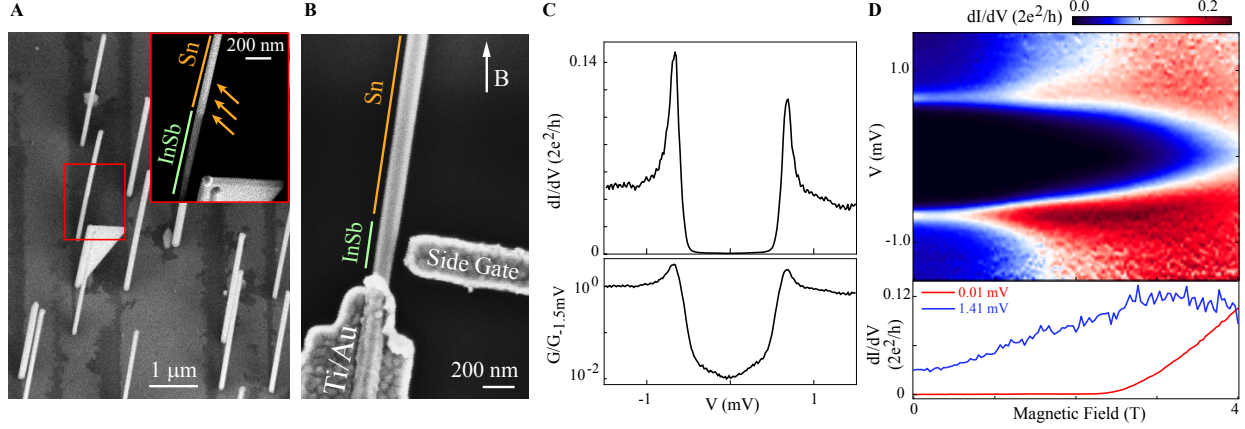 A
200 nm
Sn
InSb
1 μm
B
B
Sn
InSb
Side Gate
Ti/Au
200 nm
C
0.14
dI/dV (2e²/h)
0
10⁰
G/G-1.5mV
10⁻²
-1
1
V (mV)
D
dI/dV (2e²/h)
0.0
0.2
1.0
V (mV)
-1.0
0.12
0.01 mV
1.41 mV
dI/dV
(2e²/h)
0
0
Magnetic Field (T)
4